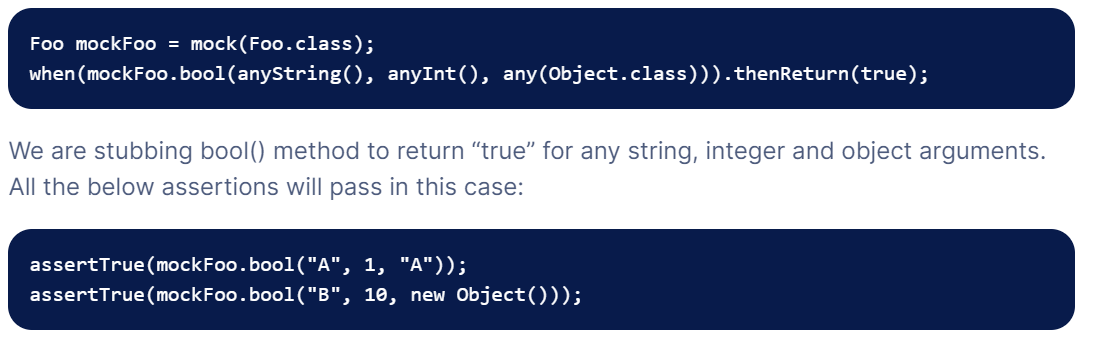 Foo mockFoo = mock(Foo.class);
when(mockFoo.bool(anyString(), anyInt(), any(Object.class))).thenReturn(true);
We are stubbing bool() method to return “true” for any string, integer and object arguments.
All the below assertions will pass in this case:
assertTrue(mockFoo.bool("A", 1, "A"));
assertTrue(mockFoo.bool("B", 10, new Object()));